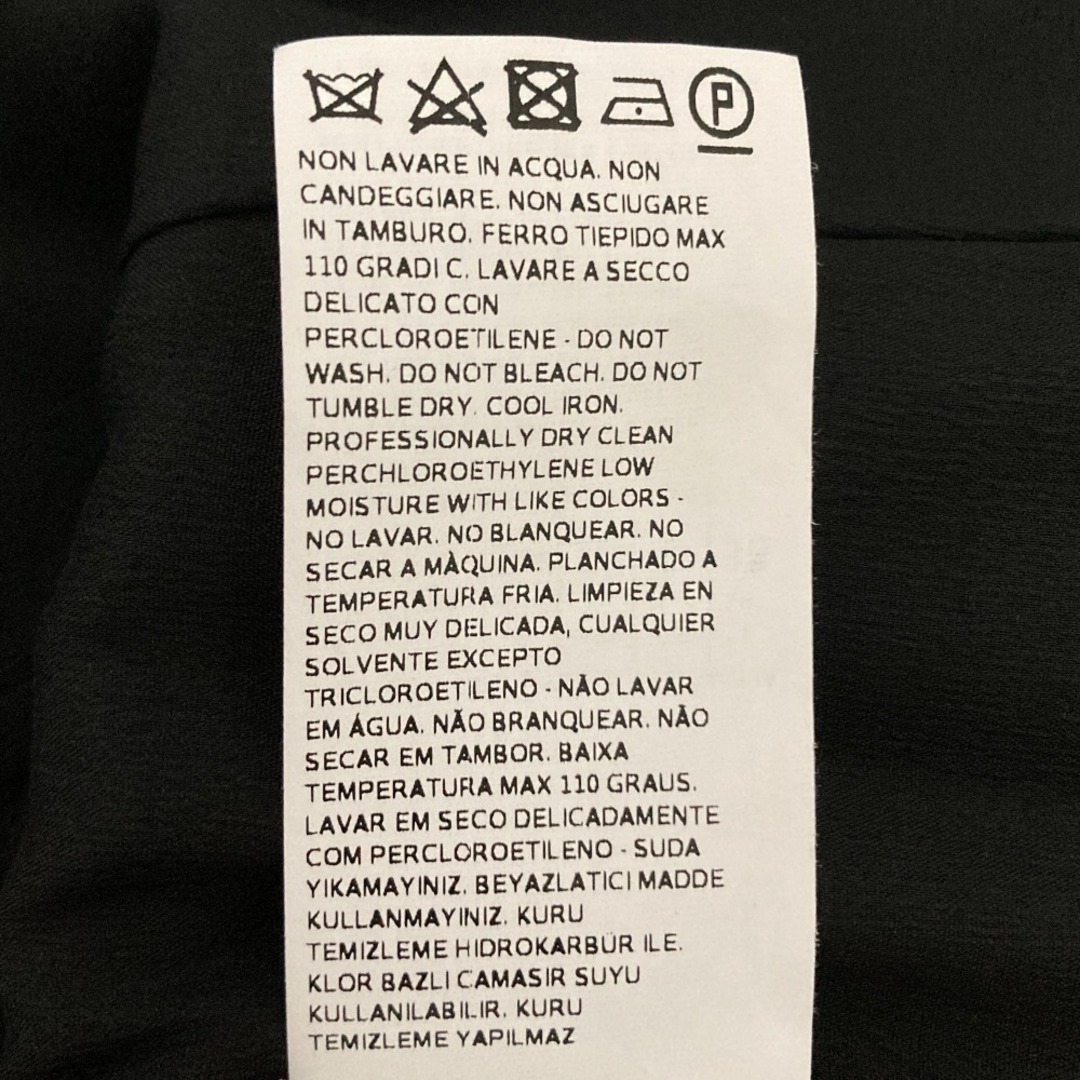 P
NON LAVARE IN ACQUA. NON
CANDEGGIARE. NON ASCIUGARE
IN TAMBURO. FERRO TIEPIDO MAX
110 GRADI C. LAVARE A SECCO
DELICATO CON
PERCLOROETILENE - DO NOT
WASH. DO NOT BLEACH. DO NOT
TUMBLE DRY. COOL IRON.
PROFESSIONALLY DRY CLEAN
PERCHLOROETHYLENE LOW
MOISTURE WITH LIKE COLORS -
NO LAVAR. NO BLANQUEAR. NO
SECAR A MÀQUINA. PLANCHADO A
TEMPERATURA FRIA. LIMPIEZA EN
SECO MUY DELICADA, CUALQUIER
SOLVENTE EXCEPTO
TRICLOROETILENO - NÃO LAVAR
EM ÁGUA. NÃO BRANQUEAR. NÃO
SECAR EM TAMBOR. BAIXA
TEMPERATURA MAX 110 GRAUS.
LAVAR EM SECO DELICADAMENTE
COM PERCLOROETILENO - SUDA
YIKAMAYINIZ. BEYAZLATICI MADDE
KULLANMAYINIZ. KURU
TEMIZLEME HIDROKARBÜR ILE.
KLOR BAZLI CAMASIR SUYU
KULLANILABILIR. KURU
TEMIZLEME YAPILMAZ